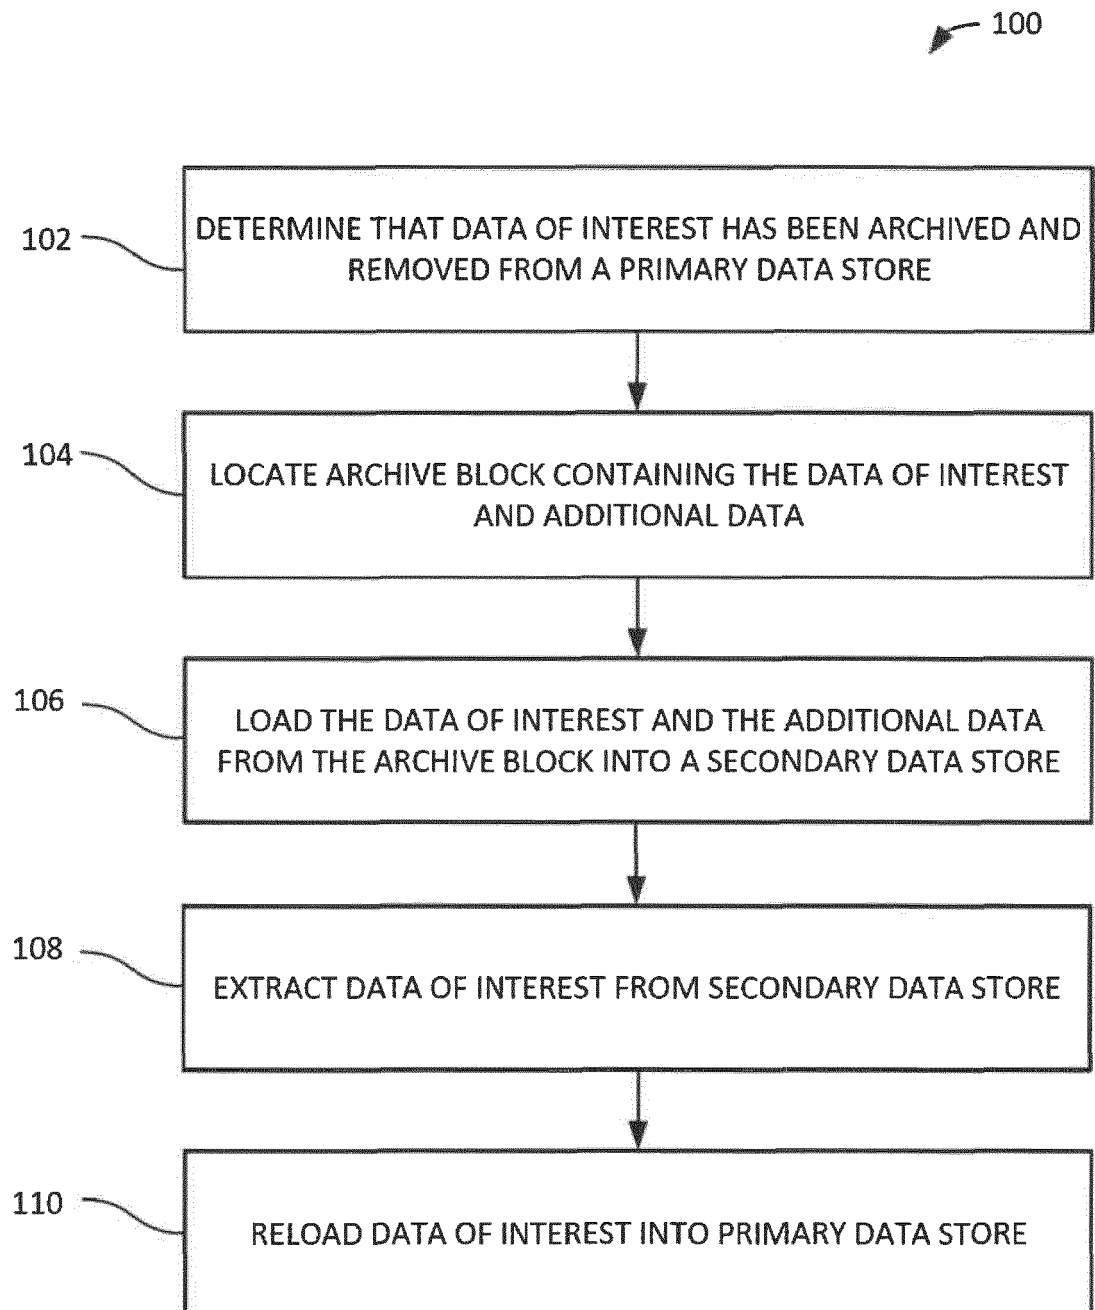 100
102
DETERMINE THAT DATA OF INTEREST HAS BEEN ARCHIVED AND
REMOVED FROM A PRIMARY DATA STORE
104
LOCATE ARCHIVE BLOCK CONTAINING THE DATA OF INTEREST
AND ADDITIONAL DATA
106
LOAD THE DATA OF INTEREST AND THE ADDITIONAL DATA
FROM THE ARCHIVE BLOCK INTO A SECONDARY DATA STORE
108
EXTRACT DATA OF INTEREST FROM SECONDARY DATA STORE
110
RELOAD DATA OF INTEREST INTO PRIMARY DATA STORE